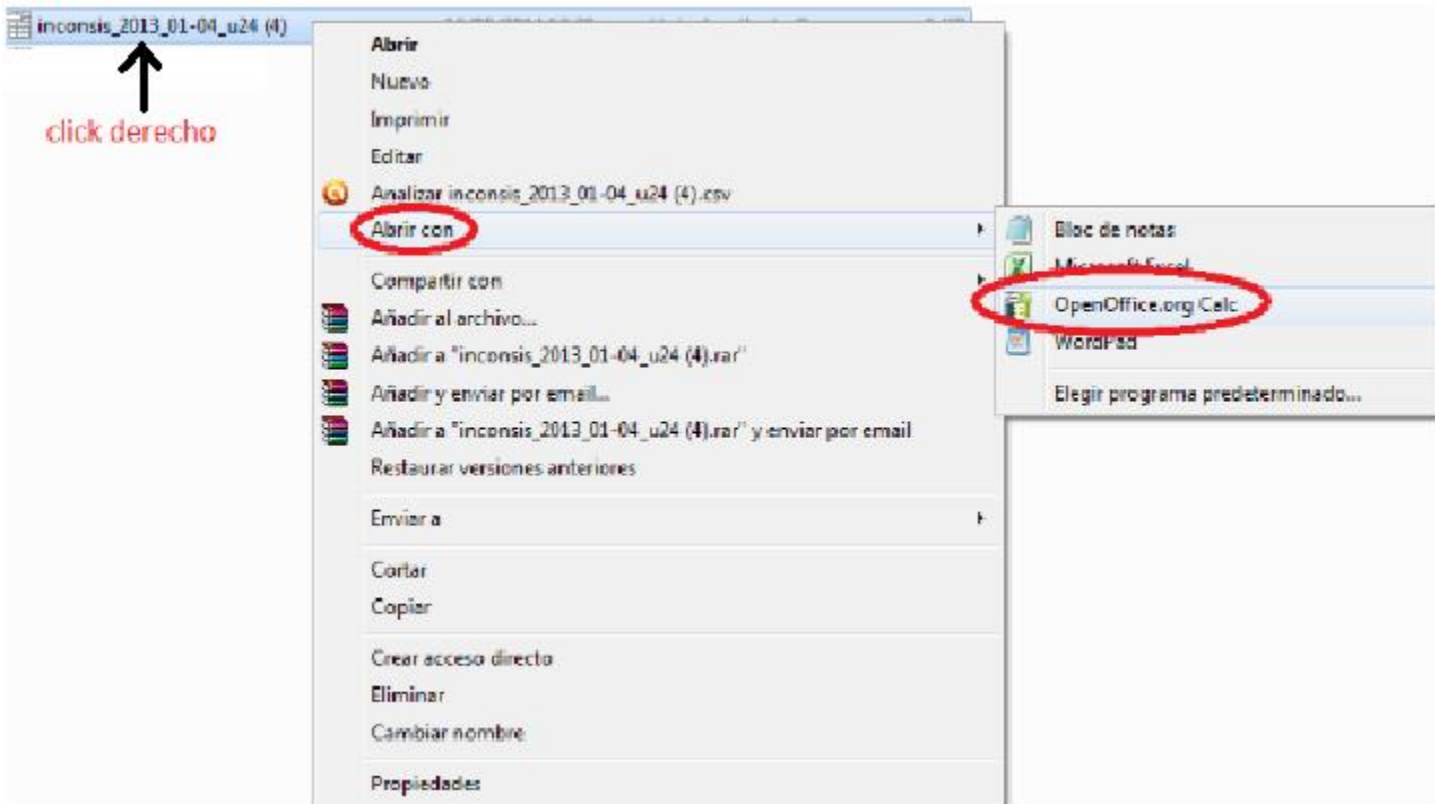 inconsis_2013_01-04_u24 (4)
click derecho
Abrir
Nuevo
Imprimir
Editar
Analizar inconsis_2013_01-04_u24 (4).csv
Abrir con
Compartir con
Añadir al archivo...
Añadir a "inconsis_2013_01-04_u24 (4).rar"
Añadir y enviar por email...
Añadir a "inconsis_2013_01-04_u24 (4).rar" y enviar por email
Restaurar versiones anteriores
Enviar a
Cortar
Copiar
Crear acceso directo
Eliminar
Cambiar nombre
Propiedades
Bloc de notas
Microsoft Excel
OpenOffice.org Calc
WordPad
Elegir programa predeterminado...